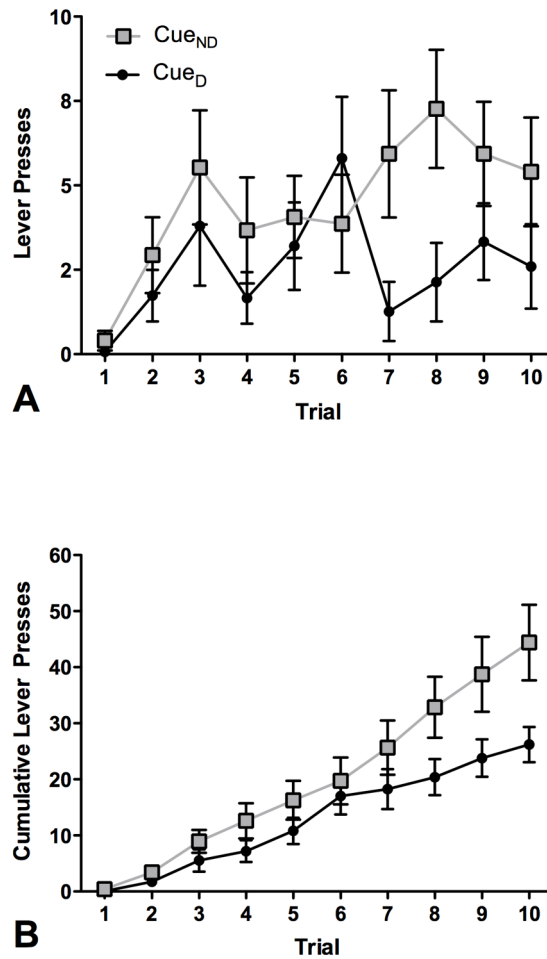 10
8
5
2
0
Lever Presses
Cue_ND
Cue_D
1 2 3 4 5 6 7 8 9 10
Trial
A
60
50
40
30
20
10
0
Cumulative Lever Presses
1 2 3 4 5 6 7 8 9 10
Trial
B